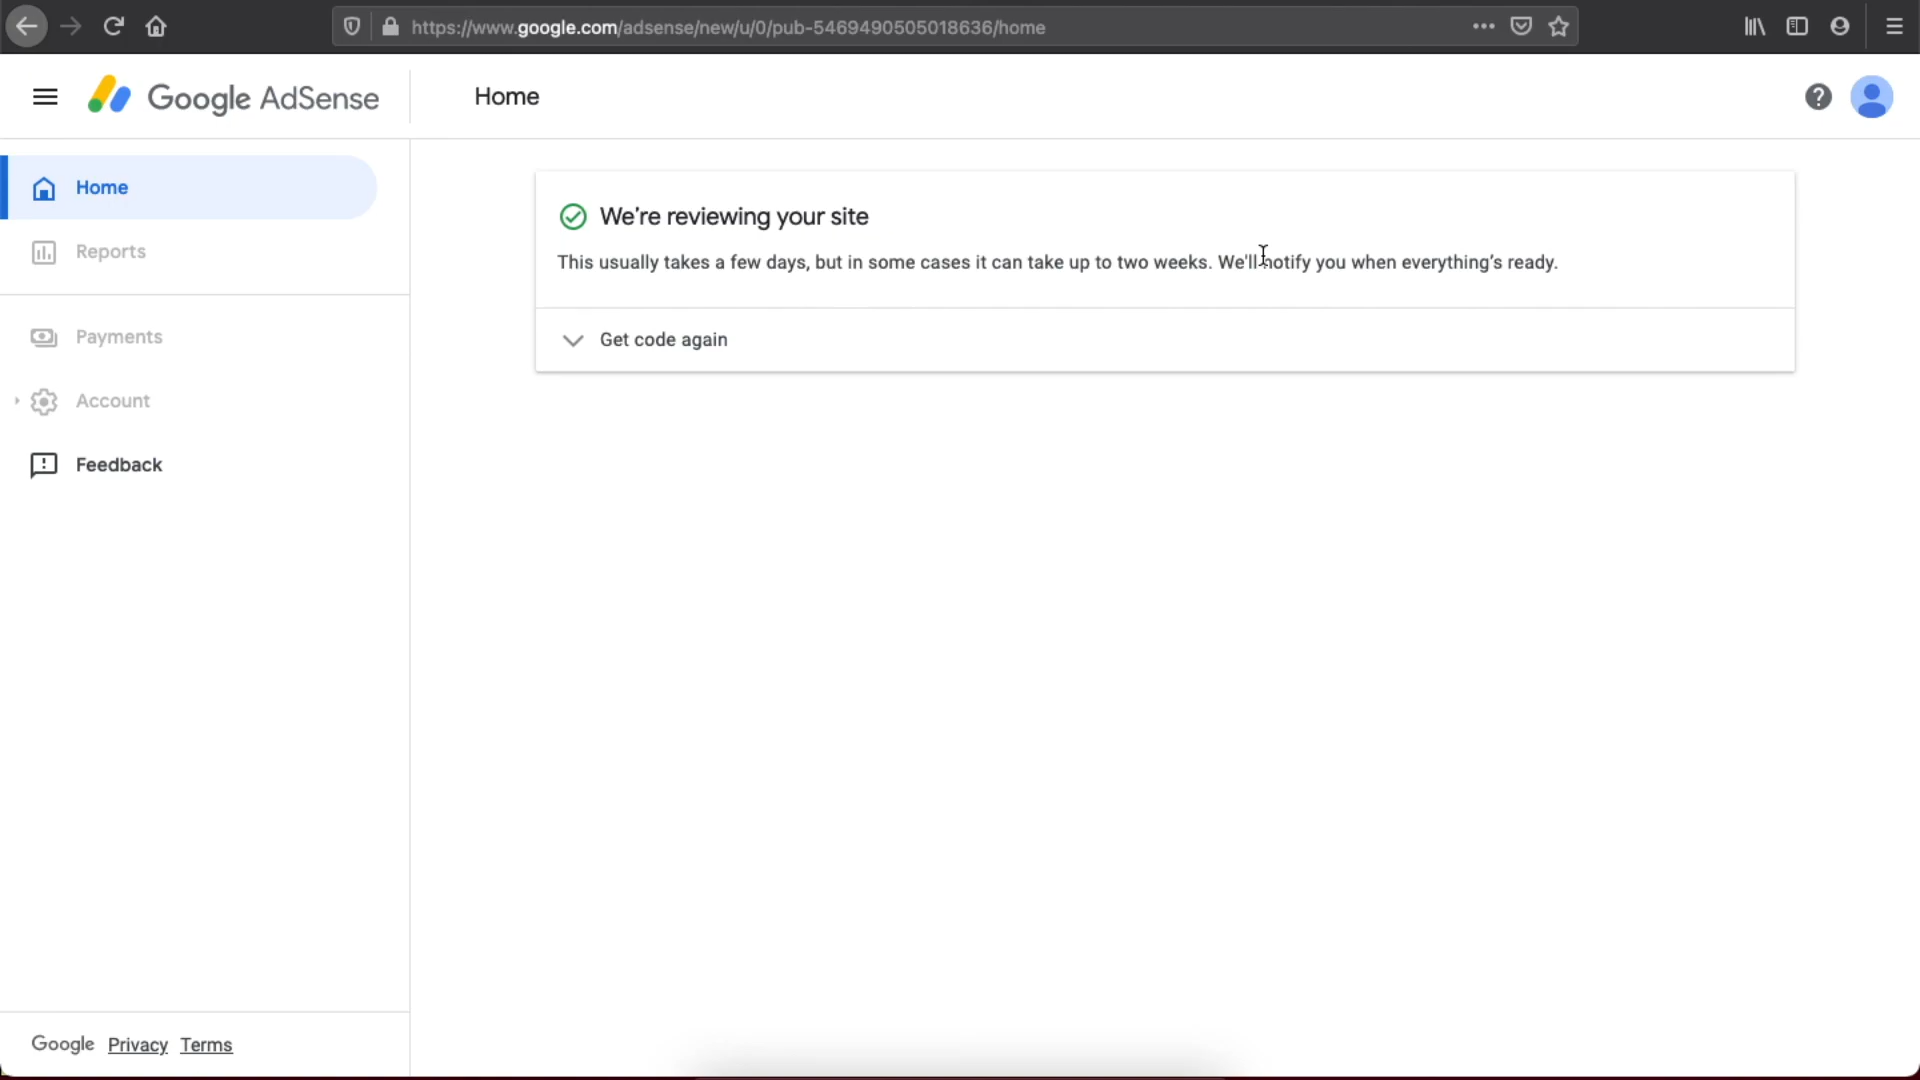 https://www.google.com/adsense/new/u/0/pub-5469490505018636/home
Google AdSense
Home
Home
Reports
Payments
Account
Feedback
We're reviewing your site
This usually takes a few days, but in some cases it can take up to two weeks. We'll notify you when everything's ready.
Get code again
Google Privacy Terms